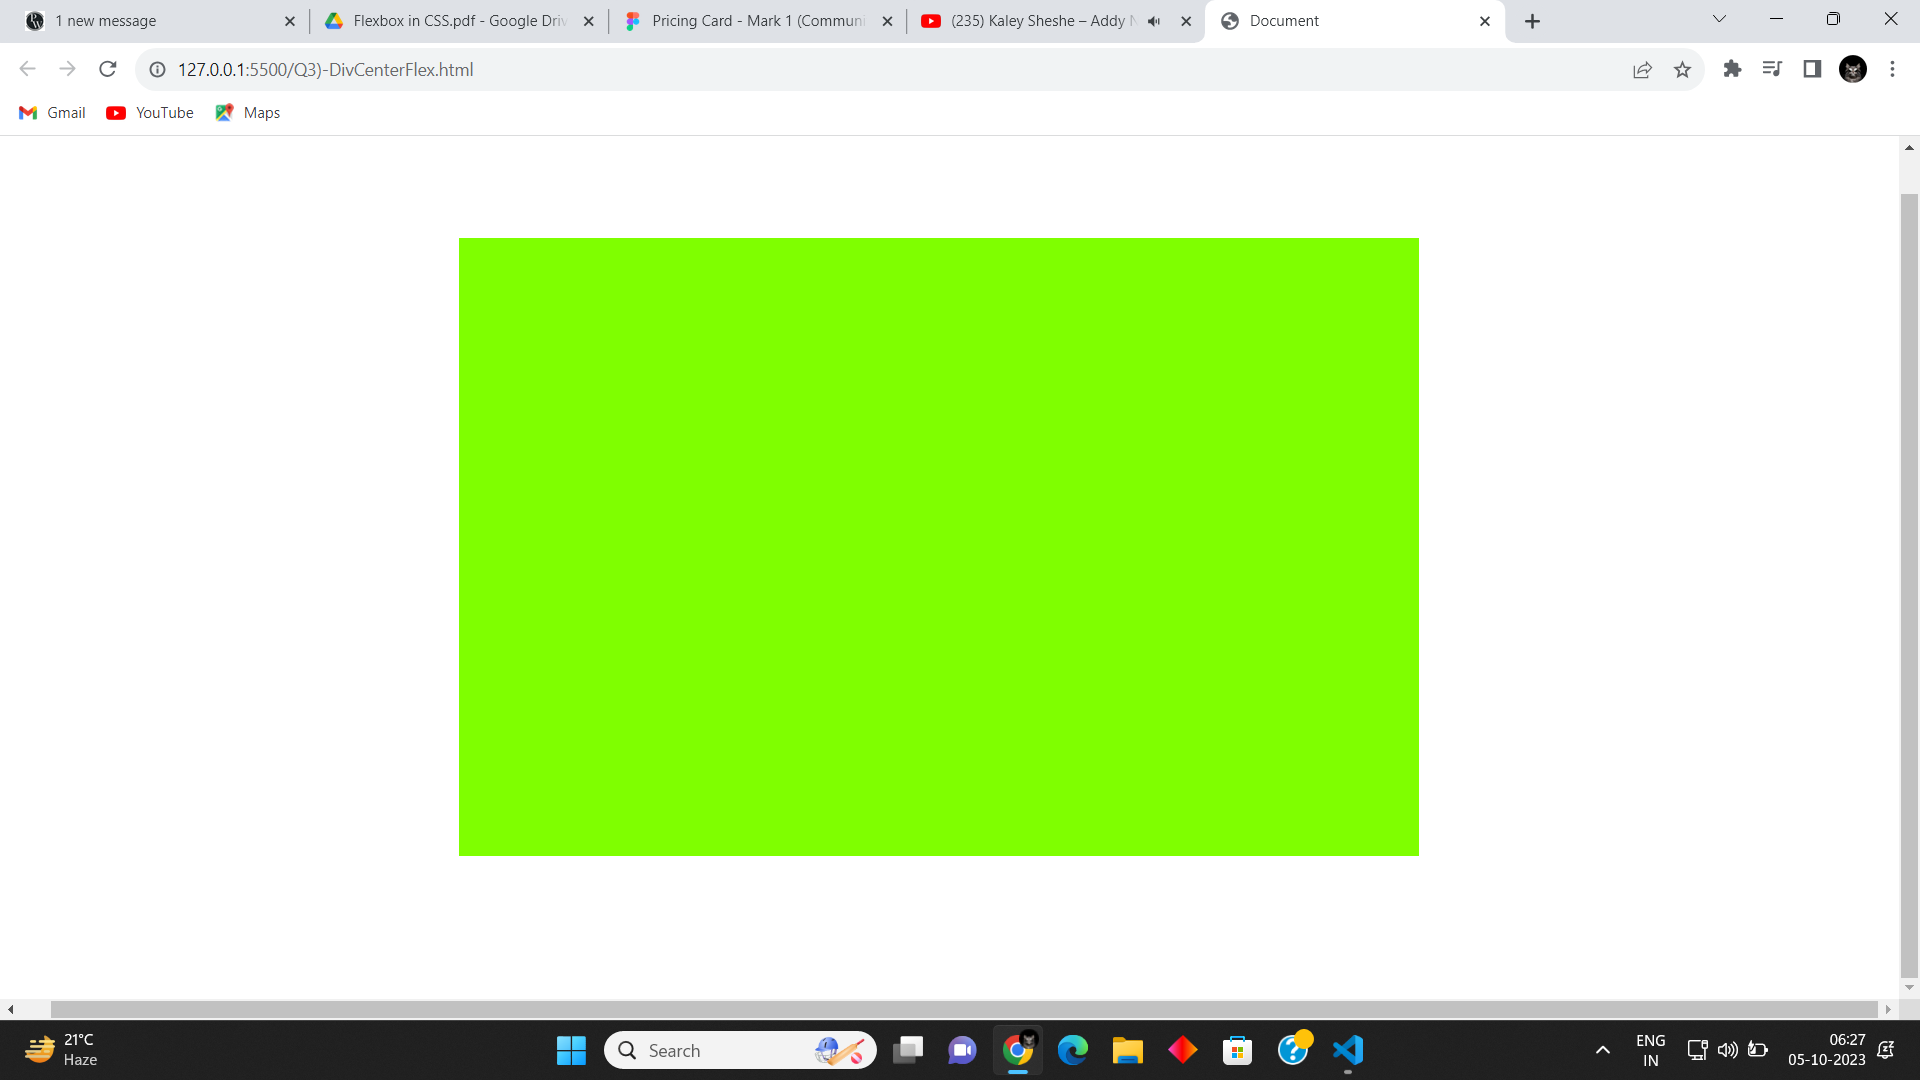 1 new message
Flexbox in CSS.pdf - Google Driv
Pricing Card - Mark 1 (Communi
(235) Kaley Sheshe – Addy N
Document
127.0.0.1:5500/Q3)-DivCenterFlex.html
Gmail
YouTube
Maps
21°C
Haze
Search
ENG
IN
06:27
05-10-2023